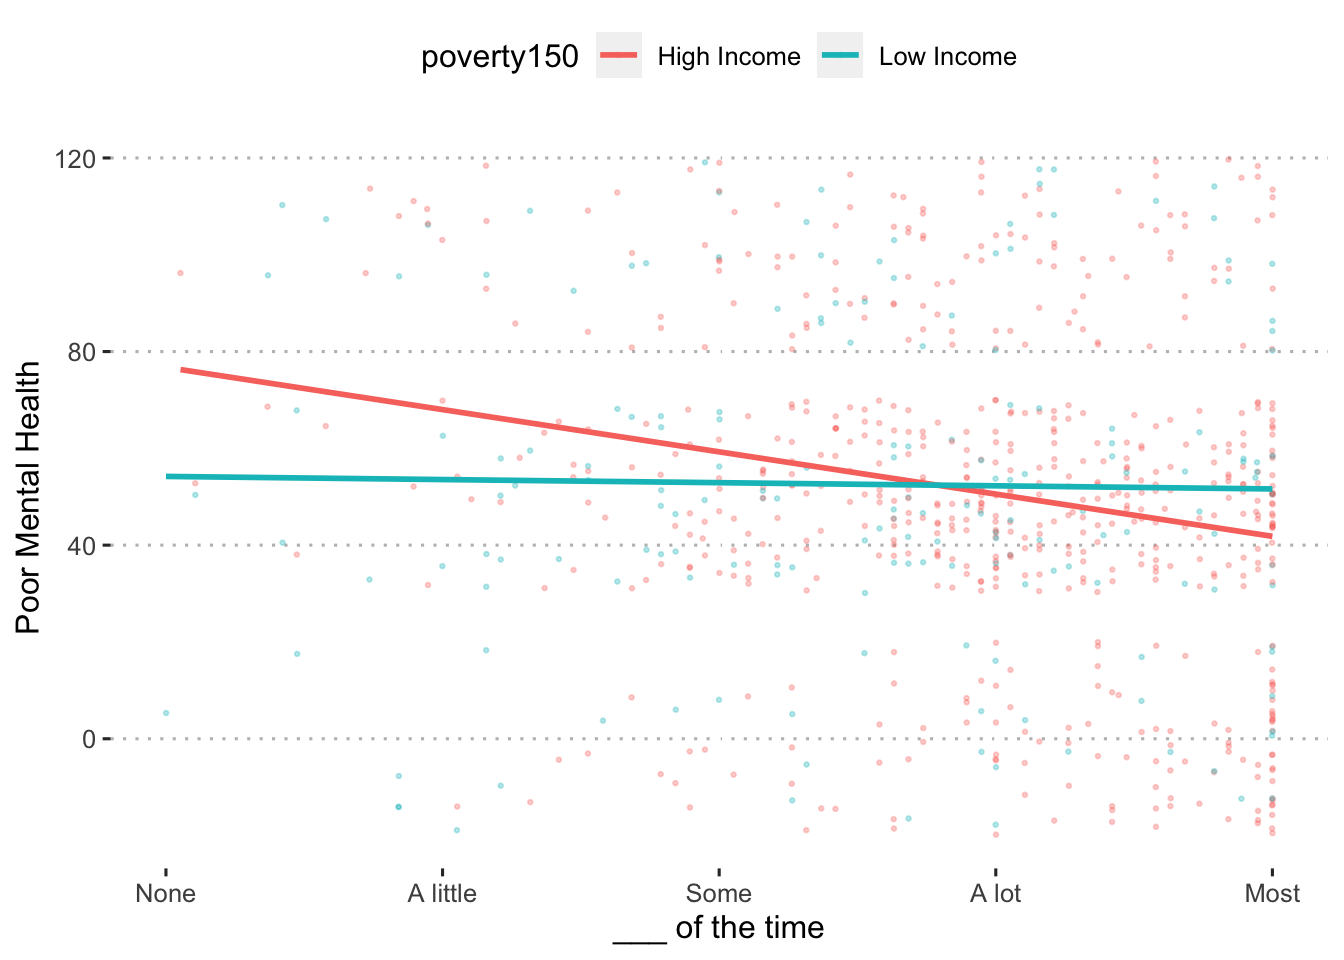 poverty150 High Income Low Income
120
80
40
0
Poor Mental Health
None A little Some A lot Most
___ of the time